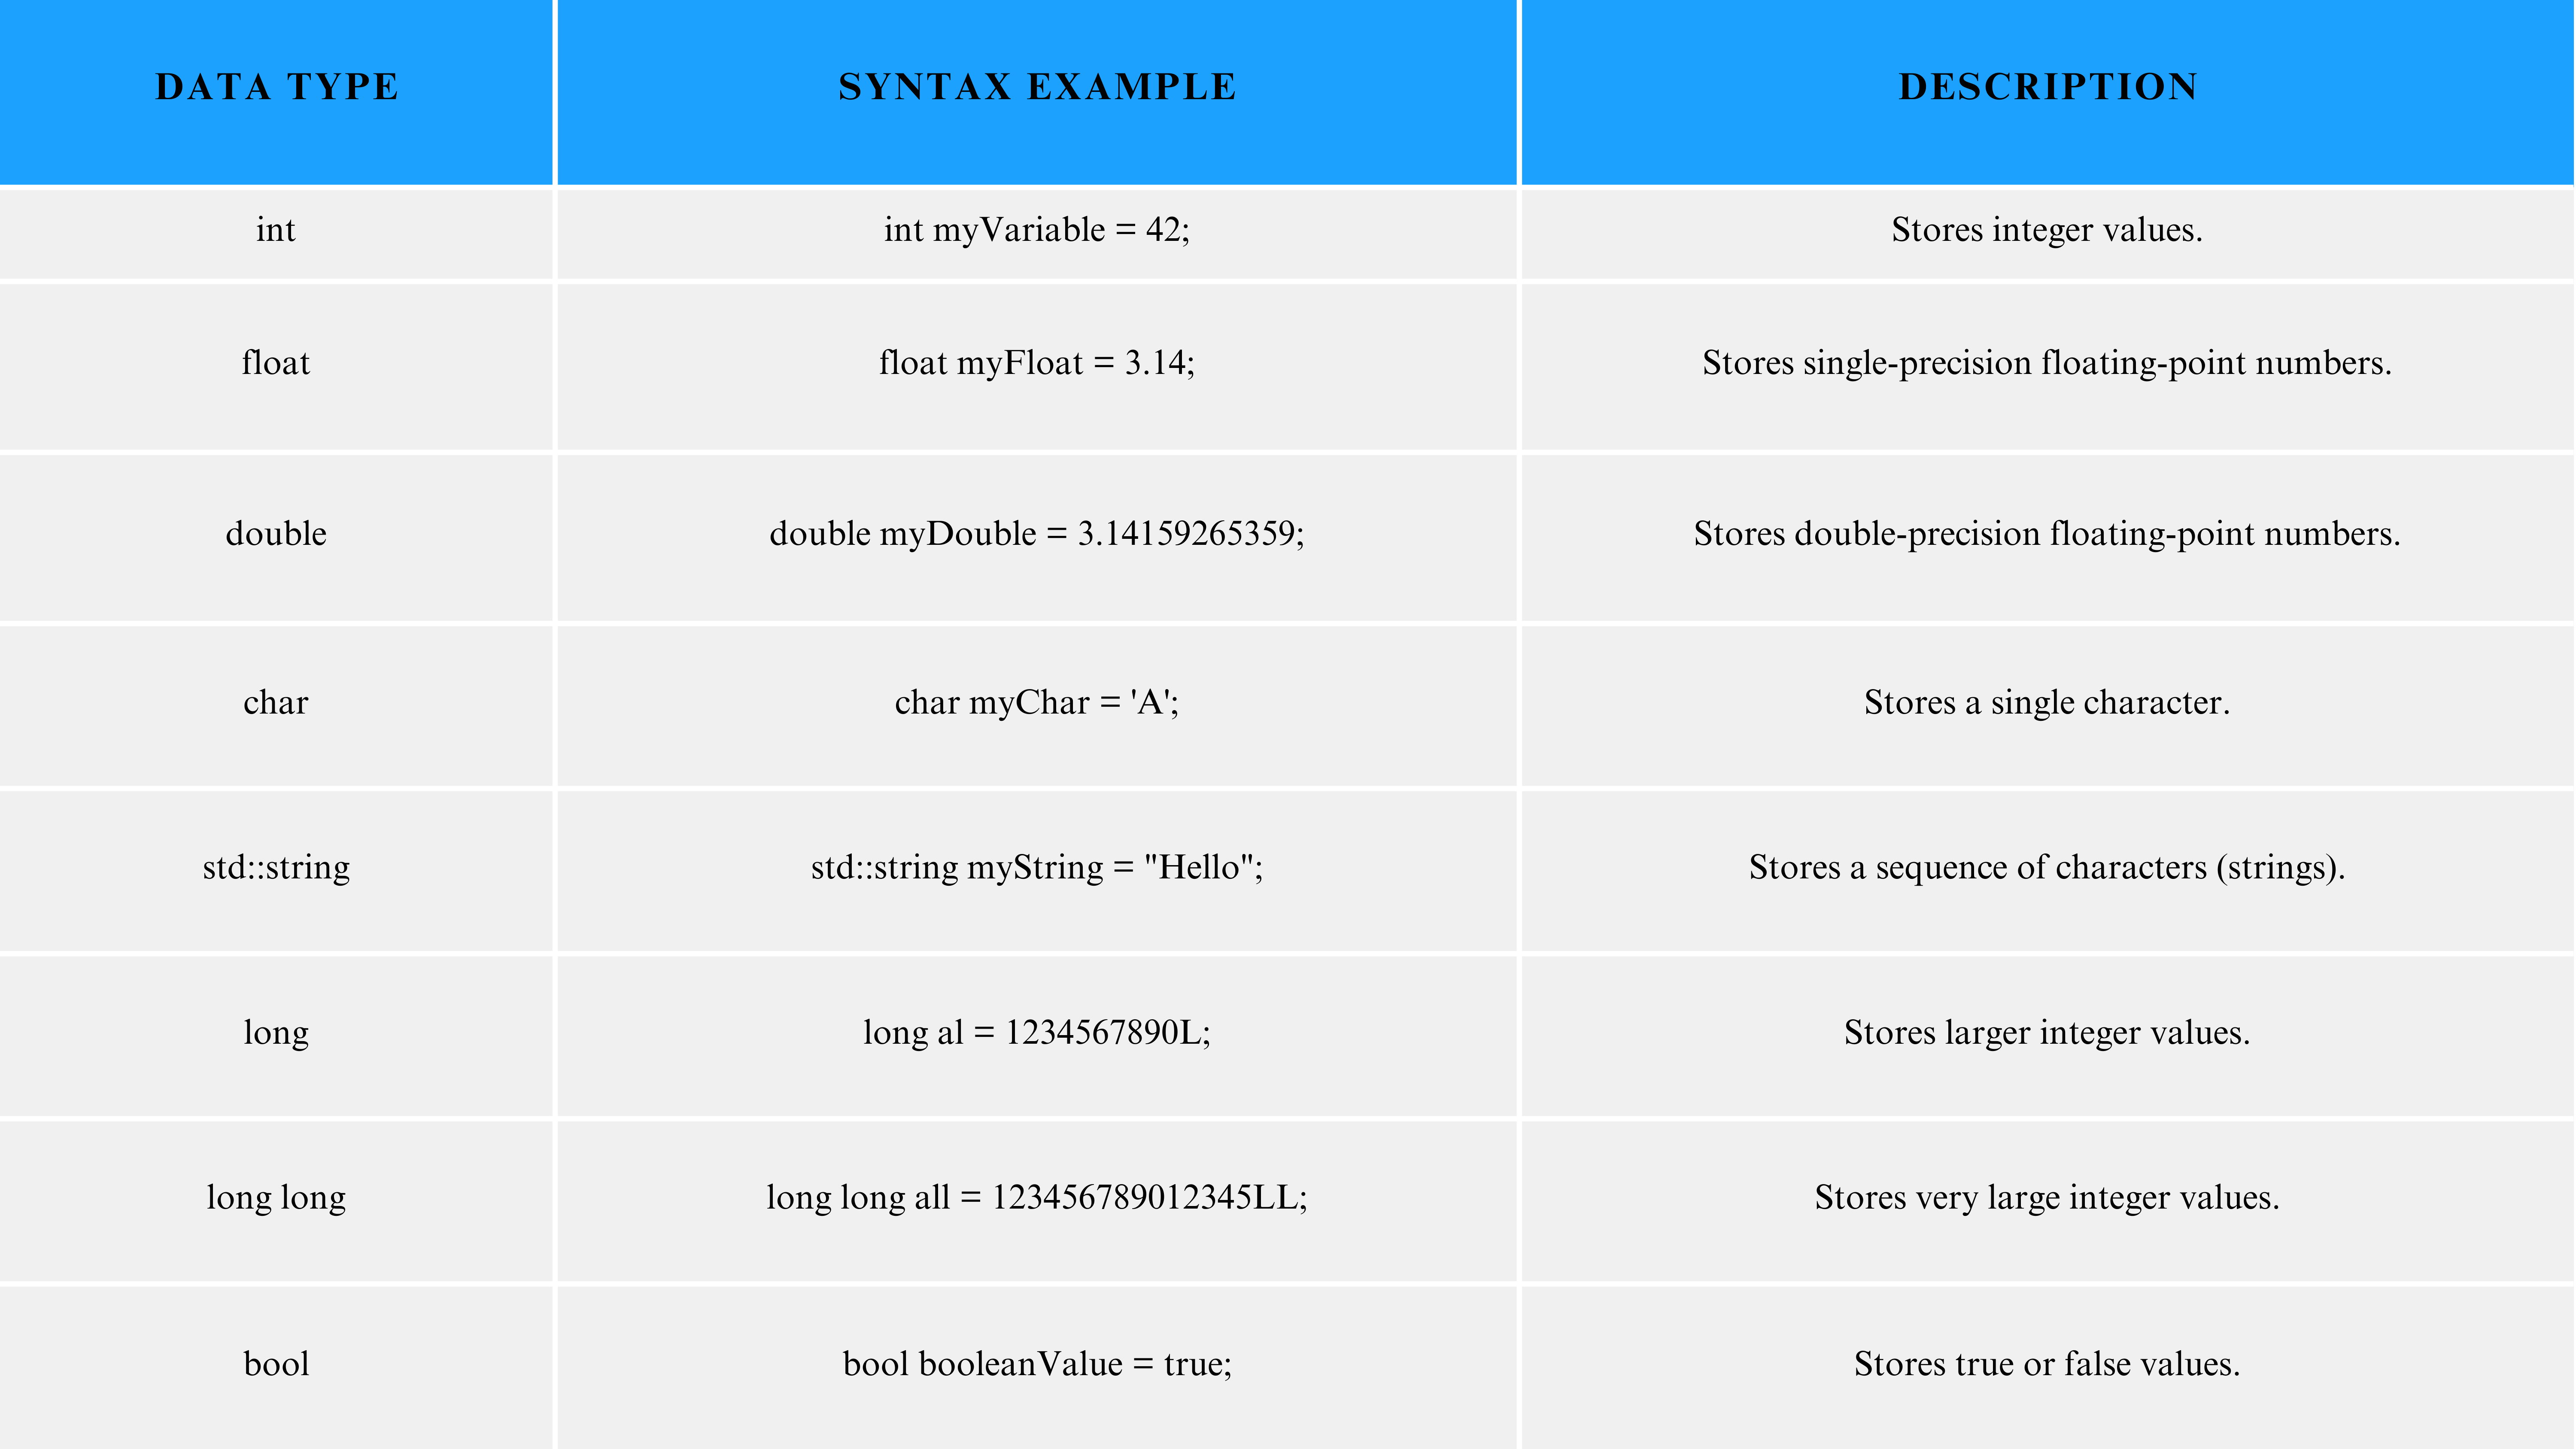 DATA TYPE SYNTAX EXAMPLE DESCRIPTION
int int myVariable = 42; Stores integer values.
float float myFloat = 3.14; Stores single-precision floating-point numbers.
double double myDouble = 3.14159265359; Stores double-precision floating-point numbers.
char char myChar = 'A'; Stores a single character.
std::string std::string myString = "Hello"; Stores a sequence of characters (strings).
long long al = 1234567890L; Stores larger integer values.
long long long long all = 123456789012345LL; Stores very large integer values.
bool bool booleanValue = true; Stores true or false values.